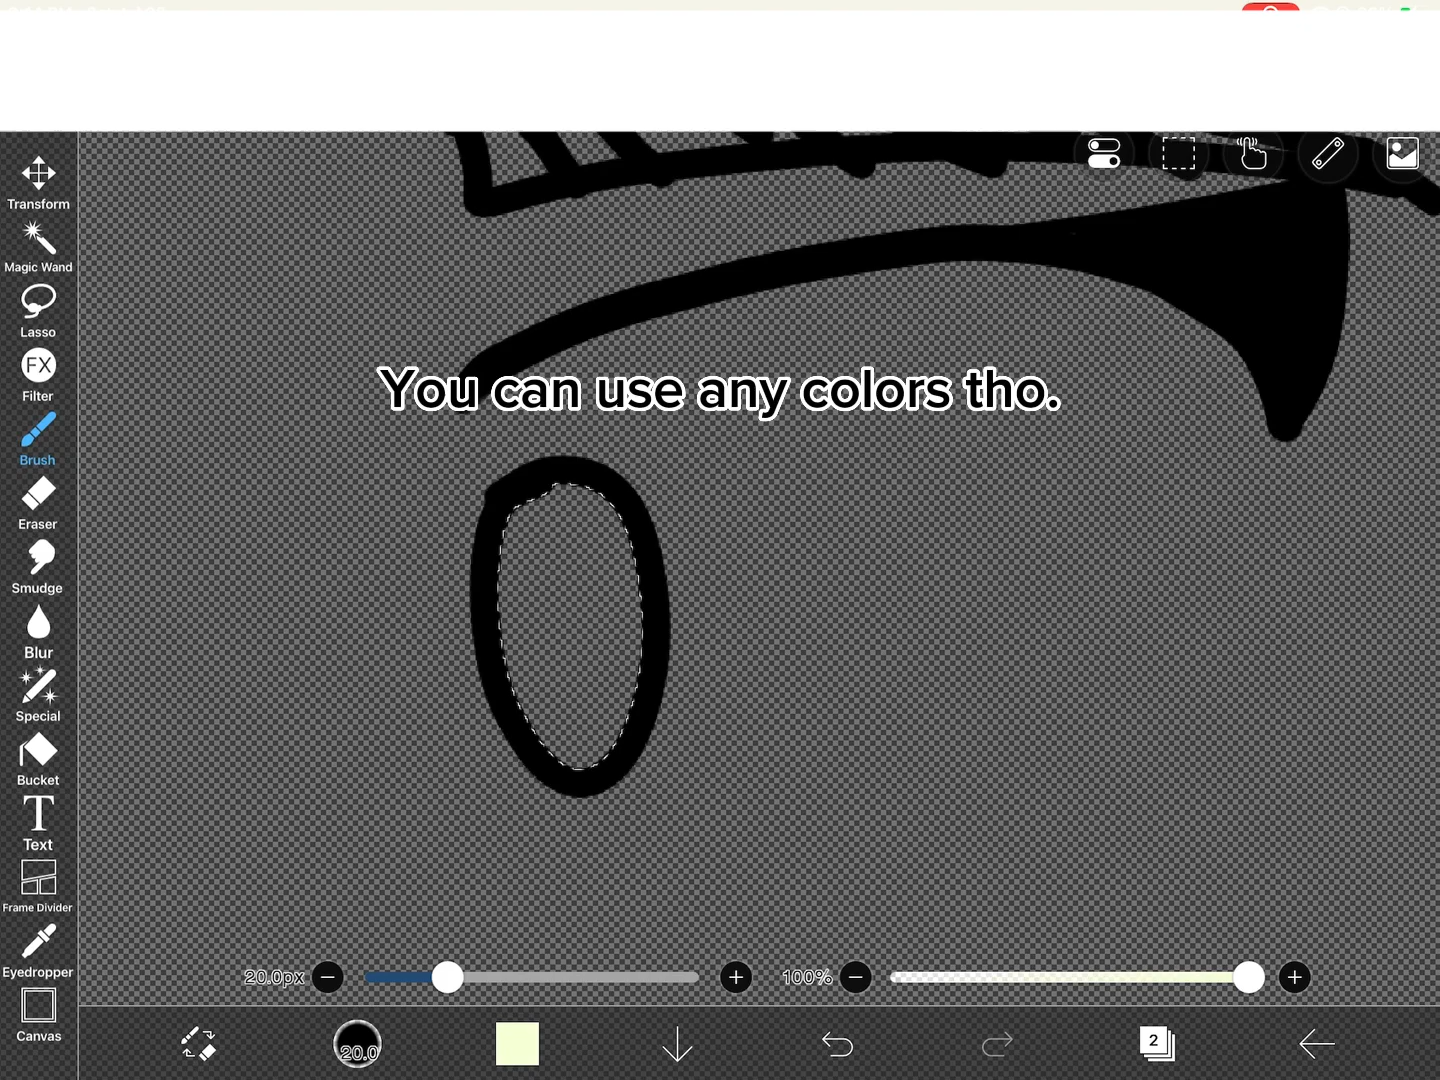 Transform
Magic Wand
Lasso
FX
Filter
You can use any colors tho.
Brush
Eraser
Smudge
Blur
Special
Bucket
T
Text
Frame Divider
Eyedropper
20.0px
100%
Canvas
20.0
2